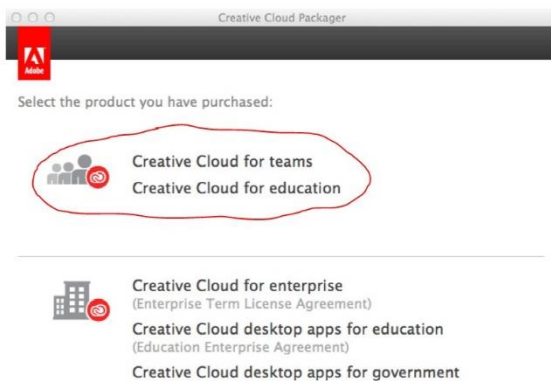 Creative Cloud Packager
Adobe
Select the product you have purchased:
Creative Cloud for teams
Creative Cloud for education
Creative Cloud for enterprise
(Enterprise Term License Agreement)
Creative Cloud desktop apps for education
(Education Enterprise Agreement)
Creative Cloud desktop apps for government